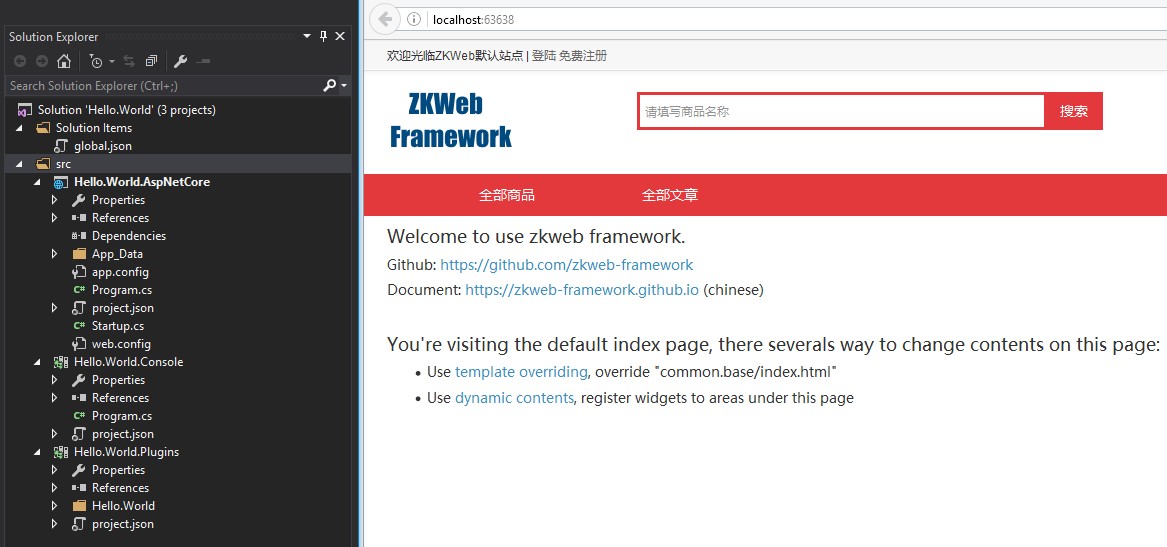 Solution Explorer
Search Solution Explorer (Ctrl+;)
Solution 'Hello.World' (3 projects)
Solution Items
global.json
src
Hello.World.AspNetCore
Properties
References
Dependencies
App_Data
app.config
C# Program.cs
project.json
C# Startup.cs
web.config
Hello.World.Console
Properties
References
C# Program.cs
project.json
Hello.World.Plugins
Properties
References
Hello.World
project.json
localhost:63638
欢迎光临ZKWeb默认站点 | 登陆 免费注册
ZKWeb
Framework
请填写商品名称
搜索
全部商品 全部文章
Welcome to use zkweb framework.
Github: https://github.com/zkweb-framework
Document: https://zkweb-framework.github.io (chinese)
You're visiting the default index page, there severals way to change contents on this page:
• Use template overriding, override "common.base/index.html"
• Use dynamic contents, register widgets to areas under this page